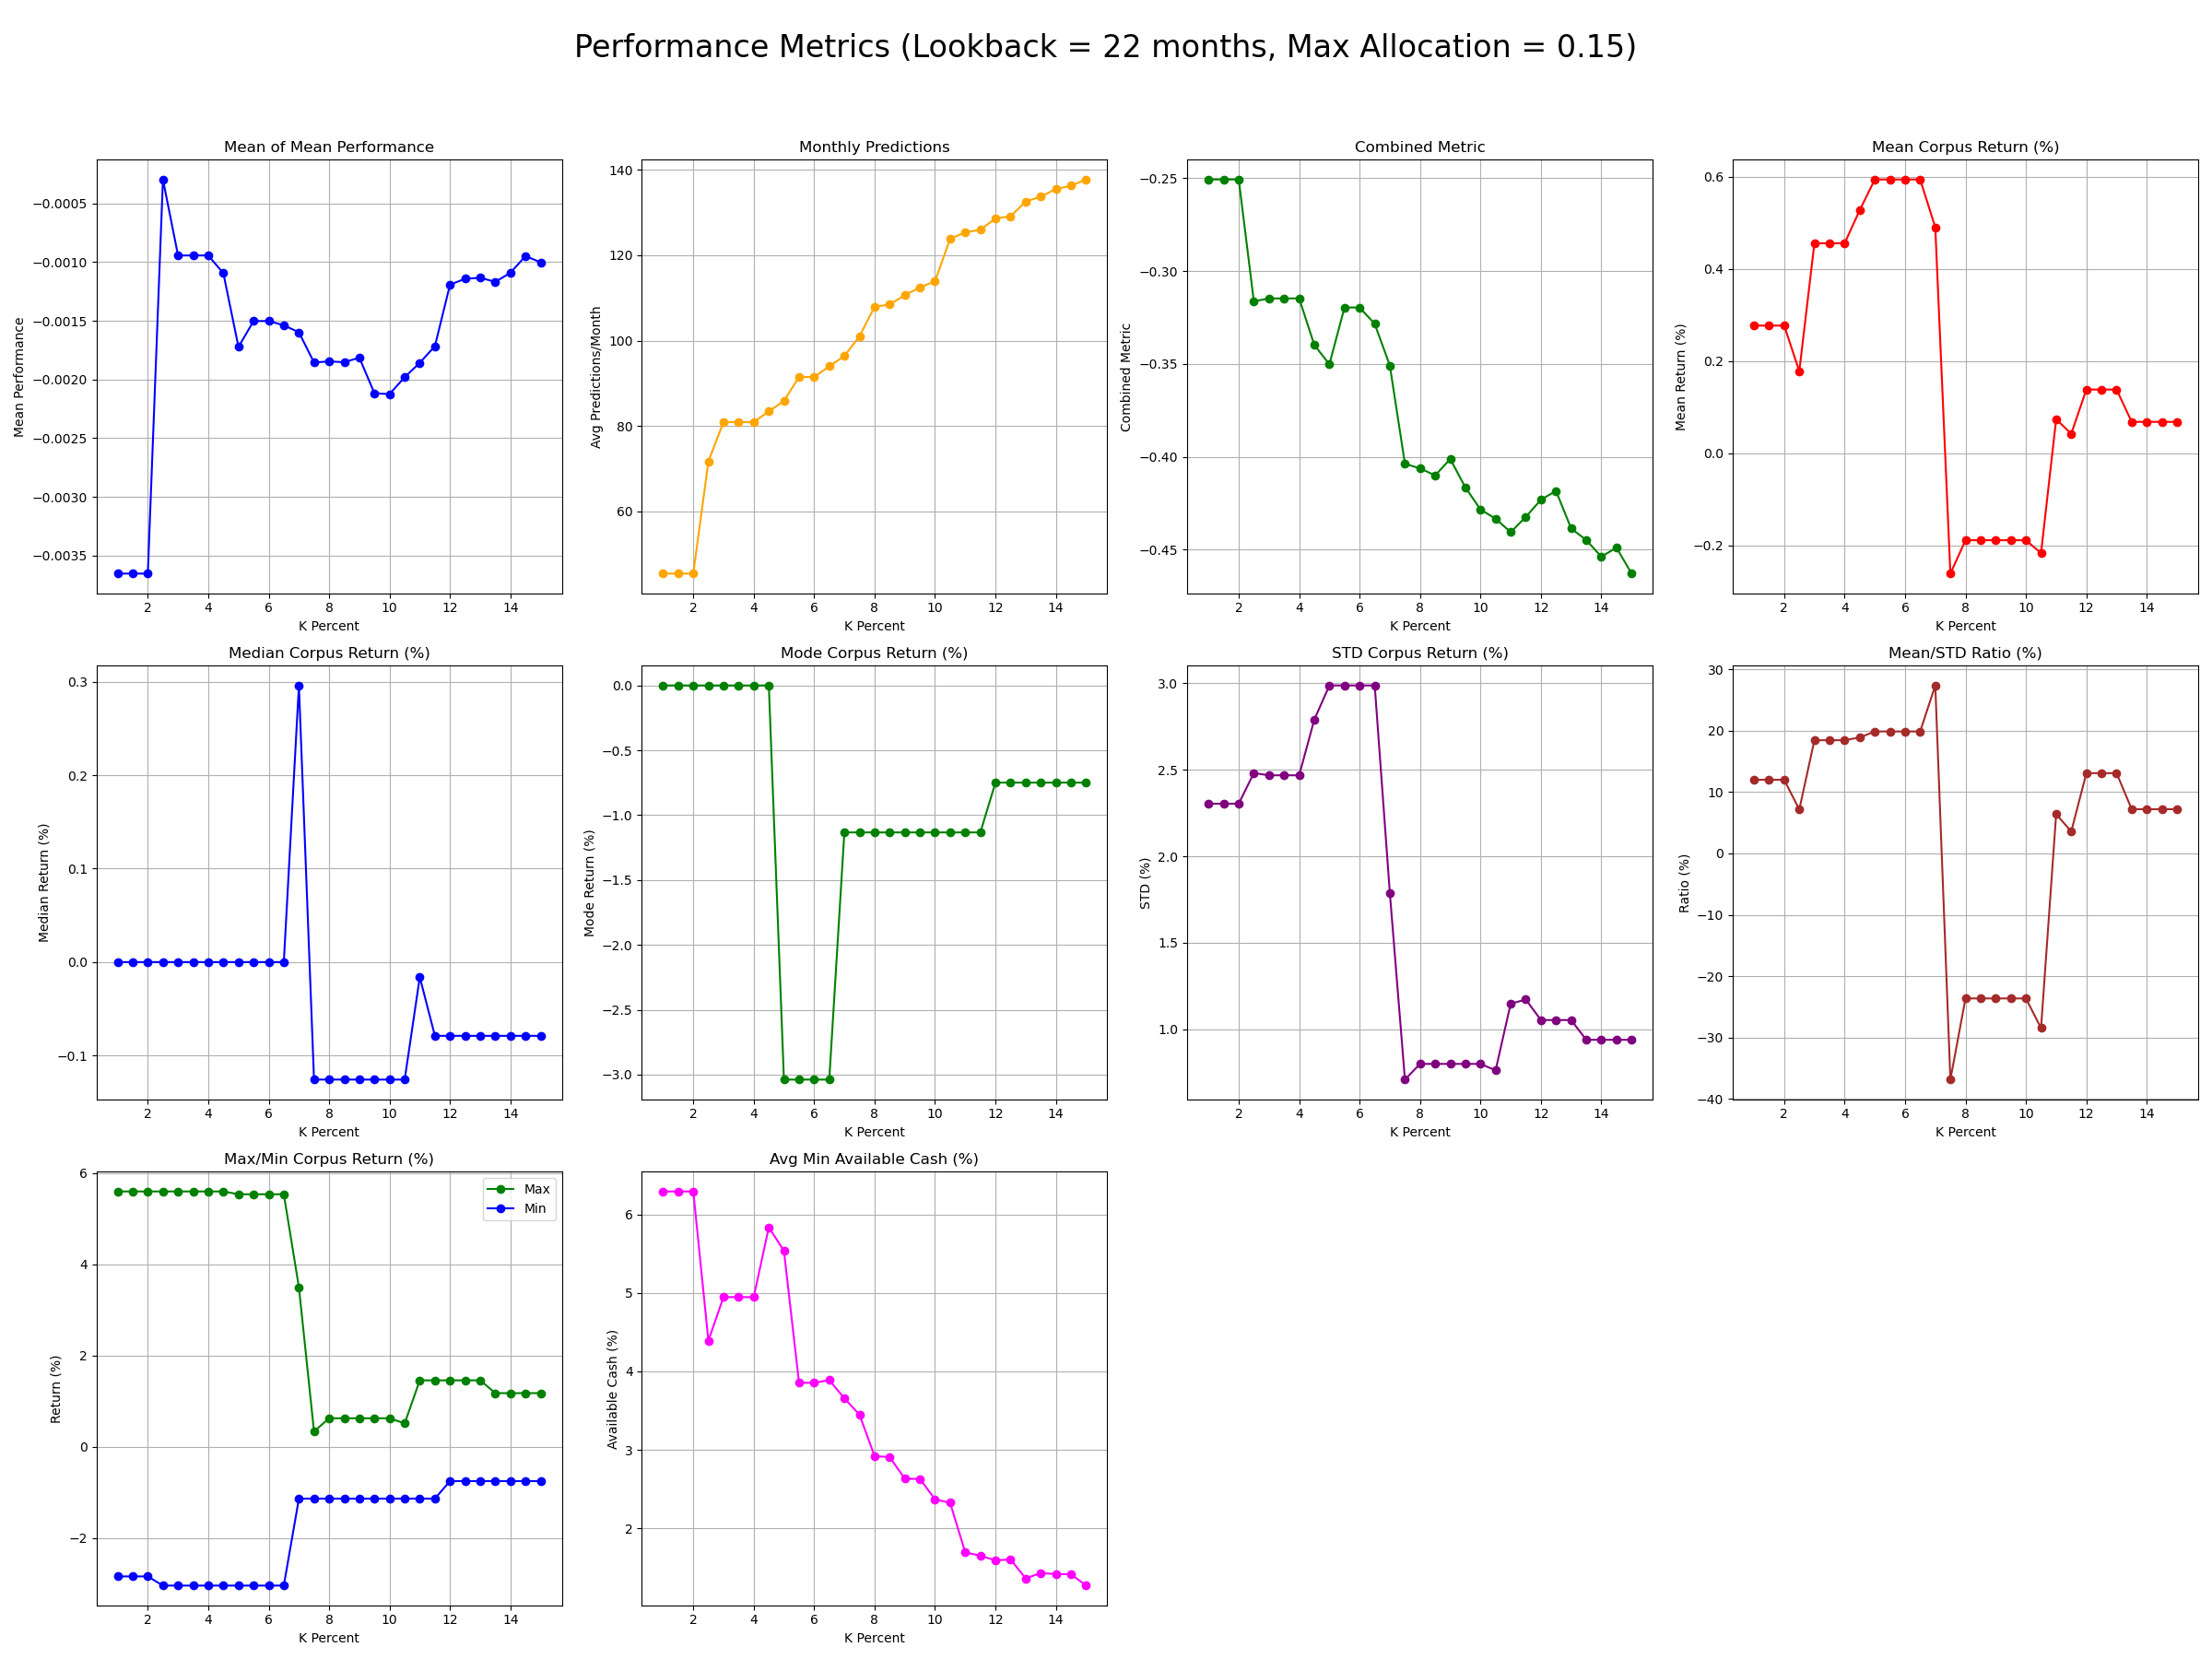 Performance Metrics (Lookback = 22 months, Max Allocation = 0.15)
Mean of Mean Performance
Mean Performance
−0.0005
−0.0010
−0.0015
−0.0020
−0.0025
−0.0030
−0.0035
2 4 6 8 10 12 14
K Percent
Monthly Predictions
Avg Predictions/Month
140
120
100
80
60
2 4 6 8 10 12 14
K Percent
Combined Metric
Combined Metric
−0.25
−0.30
−0.35
−0.40
−0.45
2 4 6 8 10 12 14
K Percent
Mean Corpus Return (%)
Mean Return (%)
0.6
0.4
0.2
0.0
−0.2
2 4 6 8 10 12 14
K Percent
Median Corpus Return (%)
Median Return (%)
0.3
0.2
0.1
0.0
−0.1
2 4 6 8 10 12 14
K Percent
Mode Corpus Return (%)
Mode Return (%)
0.0
−0.5
−1.0
−1.5
−2.0
−2.5
−3.0
2 4 6 8 10 12 14
K Percent
STD Corpus Return (%)
STD (%)
3.0
2.5
2.0
1.5
1.0
2 4 6 8 10 12 14
K Percent
Mean/STD Ratio (%)
Ratio (%)
30
20
10
0
−10
−20
−30
−40
2 4 6 8 10 12 14
K Percent
Max/Min Corpus Return (%)
Return (%)
6
4
2
0
−2
Max
Min
2 4 6 8 10 12 14
K Percent
Avg Min Available Cash (%)
Available Cash (%)
6
5
4
3
2
2 4 6 8 10 12 14
K Percent